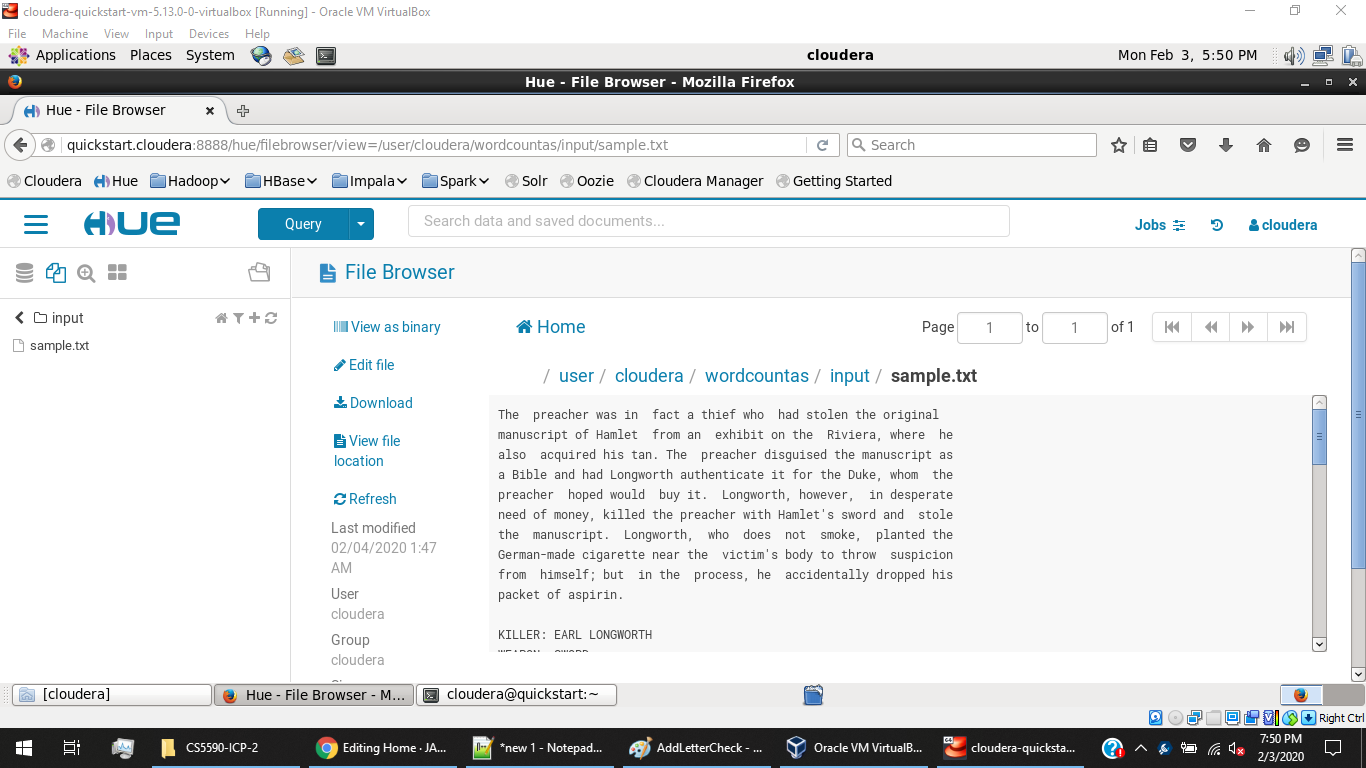 cloudera-quickstart-vm-5.13.0-0-virtualbox [Running] - Oracle VM VirtualBox
File Machine View Input Devices Help
Applications Places System cloudera Mon Feb 3, 5:50 PM
Hue - File Browser - Mozilla Firefox
Hue - File Browser
quickstart.cloudera:8888/hue/filebrowser/view=/user/cloudera/wordcountas/input/sample.txt Search
Cloudera Hue Hadoop HBase Impala Spark Solr Oozie Cloudera Manager Getting Started
HUE Query Search data and saved documents... Jobs cloudera
File Browser
input
sample.txt
View as binary
Edit file
Download
View file
location
Refresh
Last modified
02/04/2020 1:47
AM
User
cloudera
Group
cloudera
Home Page 1 to 1 of 1
/ user / cloudera / wordcountas / input / sample.txt
The  preacher was in  fact a thief who  had stolen the original
manuscript of Hamlet  from an  exhibit on the  Riviera, where  he
also  acquired his tan. The  preacher disguised the manuscript as
a Bible and had Longworth authenticate it for the Duke, whom  the
preacher  hoped would  buy it.  Longworth, however,  in desperate
need of money, killed the preacher with Hamlet's sword and  stole
the  manuscript.  Longworth,  who  does  not  smoke,  planted the
German-made cigarette near the  victim's body to throw  suspicion
from  himself; but  in the  process, he  accidentally dropped his
packet of aspirin.
KILLER: EARL LONGWORTH
[cloudera] Hue - File Browser - M... cloudera@quickstart:~
Right Ctrl
CS5590-ICP-2 Editing Home · JA... *new 1 - Notepad... AddLetterCheck - ... Oracle VM VirtualB... cloudera-quicksta... 7:50 PM
2/3/2020